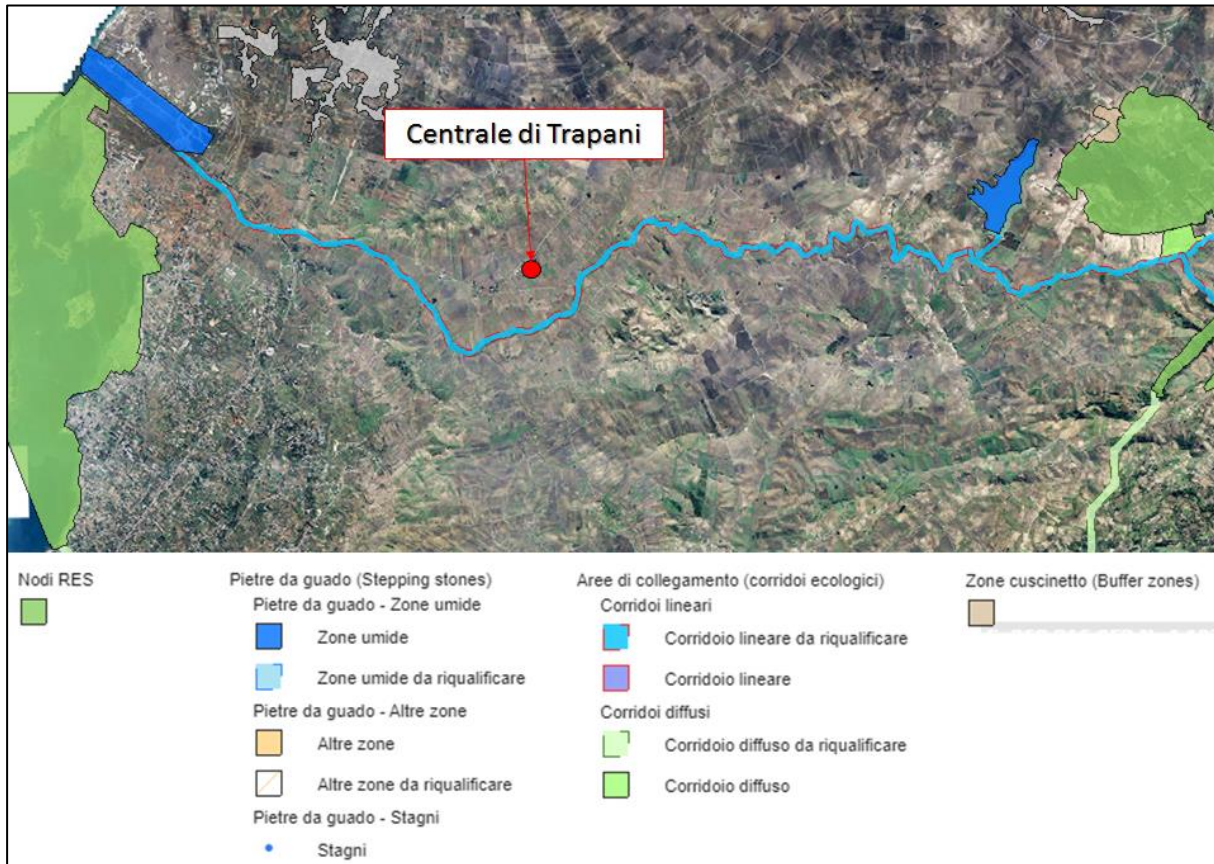 Centrale di Trapani
Nodi RES
Pietre da guado (Stepping stones)
Pietre da guado - Zone umide
Zone umide
Zone umide da riqualificare
Pietre da guado - Altre zone
Altre zone
Altre zone da riqualificare
Pietre da guado - Stagni
Stagni
Aree di collegamento (corridoi ecologici)
Corridoi lineari
Corridoio lineare da riqualificare
Corridoio lineare
Corridoi diffusi
Corridoio diffuso da riqualificare
Corridoio diffuso
Zone cuscinetto (Buffer zones)